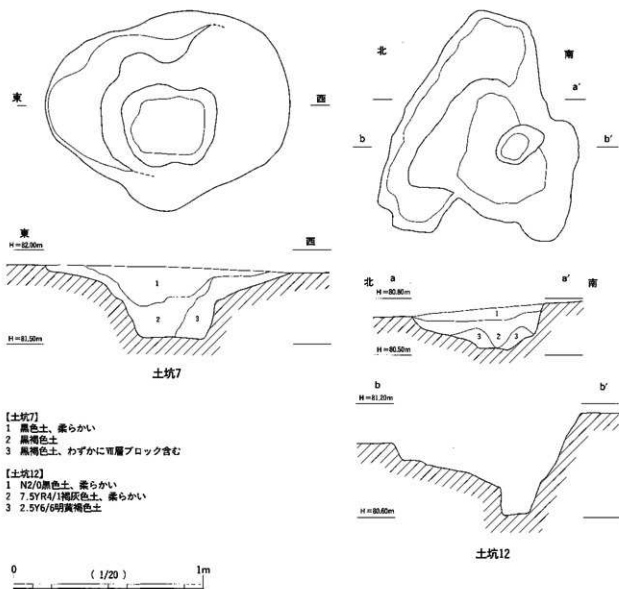 東
西
東
西
H=82.00m
1
2
3
H=81.50m
土坑7
【土坑7】
1 黒色土、柔らかい
2 黒褐色土
3 黒褐色土、わずかにⅦ層ブロック含む
【土坑12】
1 N2/0黒色土、柔らかい
2 7.5YR4/1褐灰色土、柔らかい
3 2.5Y6/6明黄褐色土
0 (1/20) 1m
北
南
a'
b
b'
北 a a' 南
H=80.80m
1
3 2 3
H=80.50m
b b'
H=81.20m
H=80.60m
土坑12